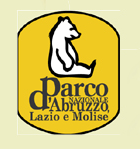 Parco
NAZIONALE
d'Abruzzo,
Lazio e Molise